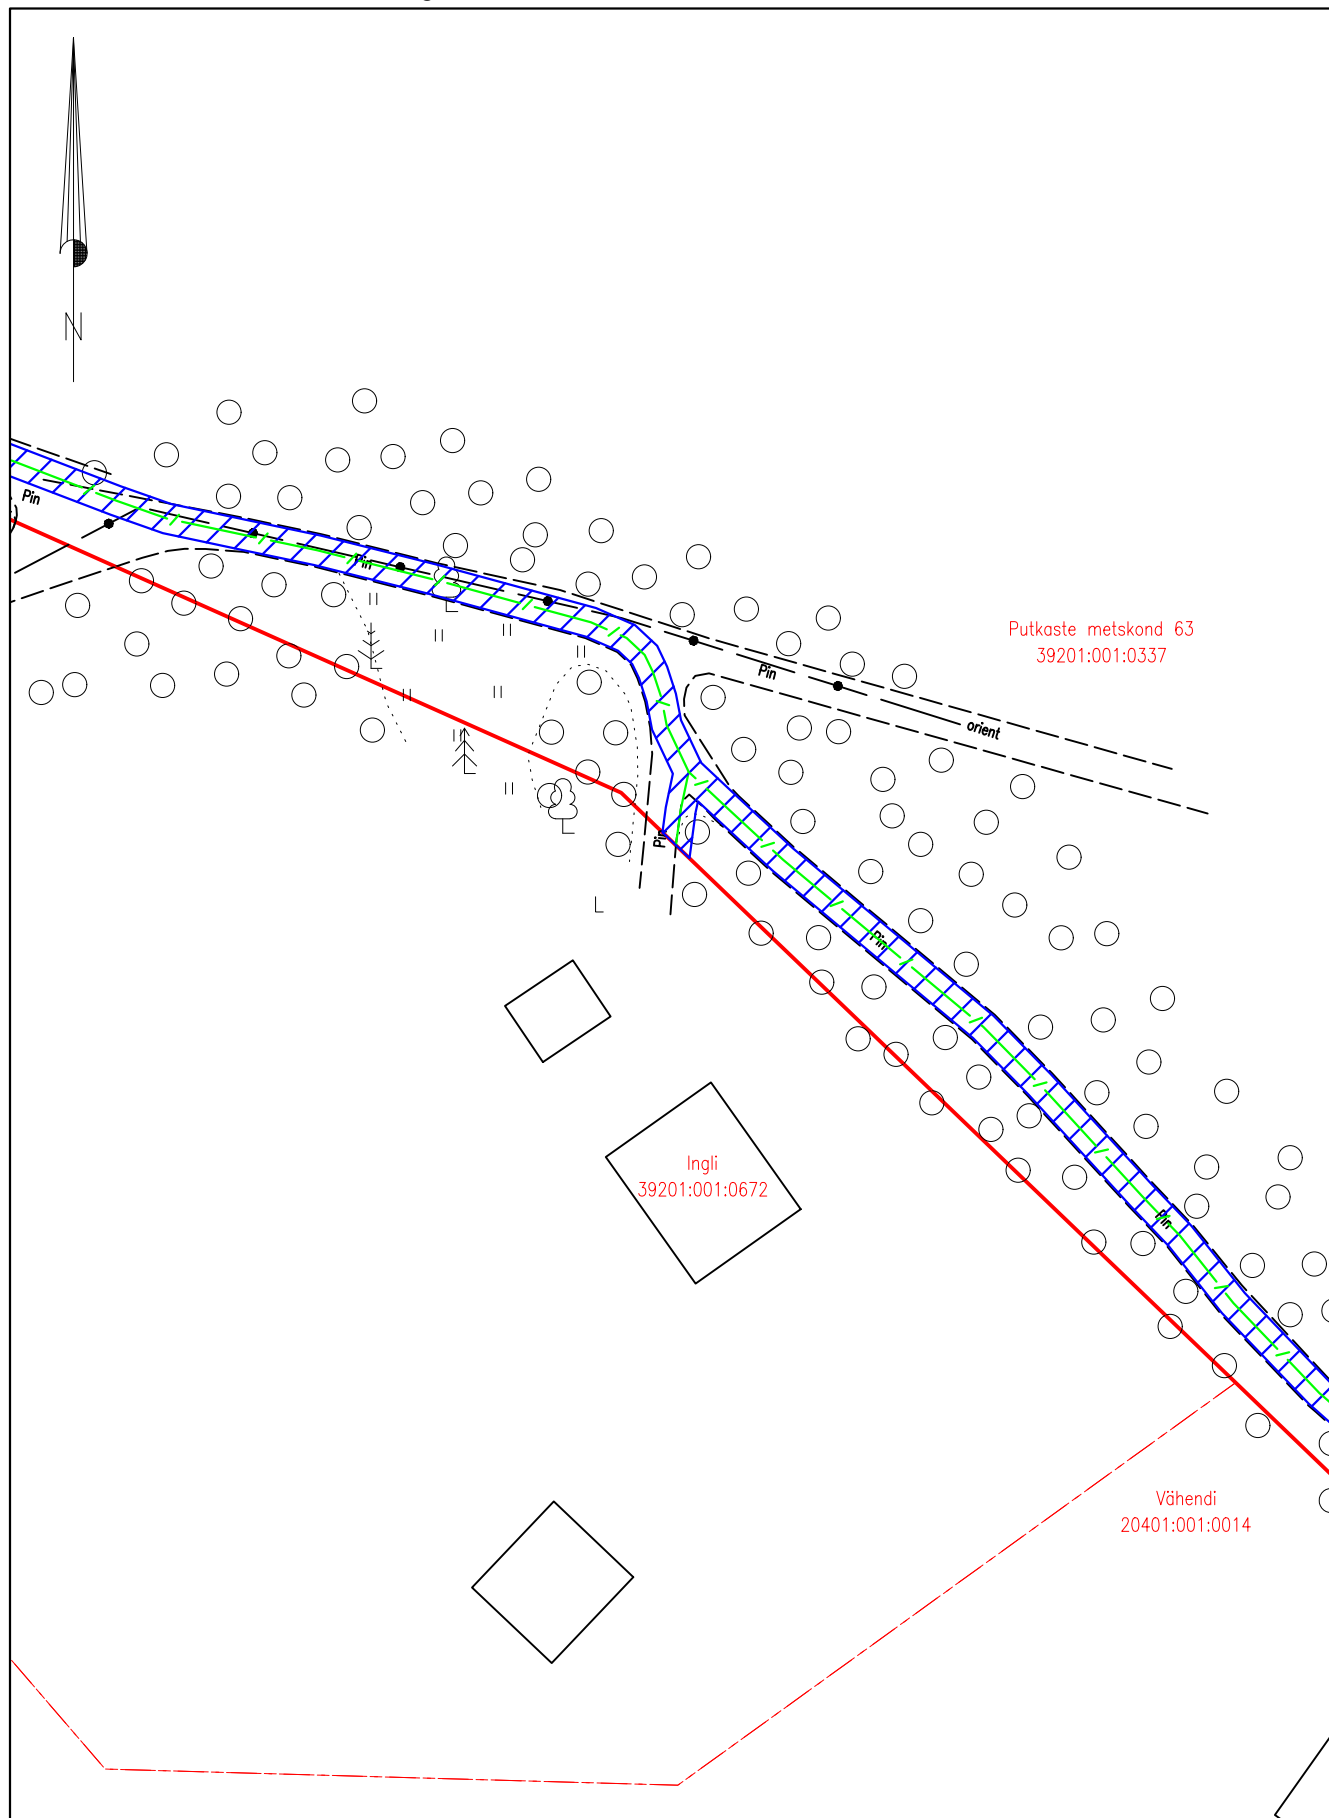 N
Pin
Pin
Putkaste metskond 63
39201:001:0337
Pin
orient
Pin
Pin
Ingli
39201:001:0672
Pin
Vähendi
20401:001:0014